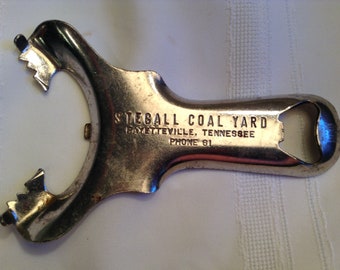 STEGALL COAL YARD
FAYETTEVILLE, TENNESSEE
PHONE 81